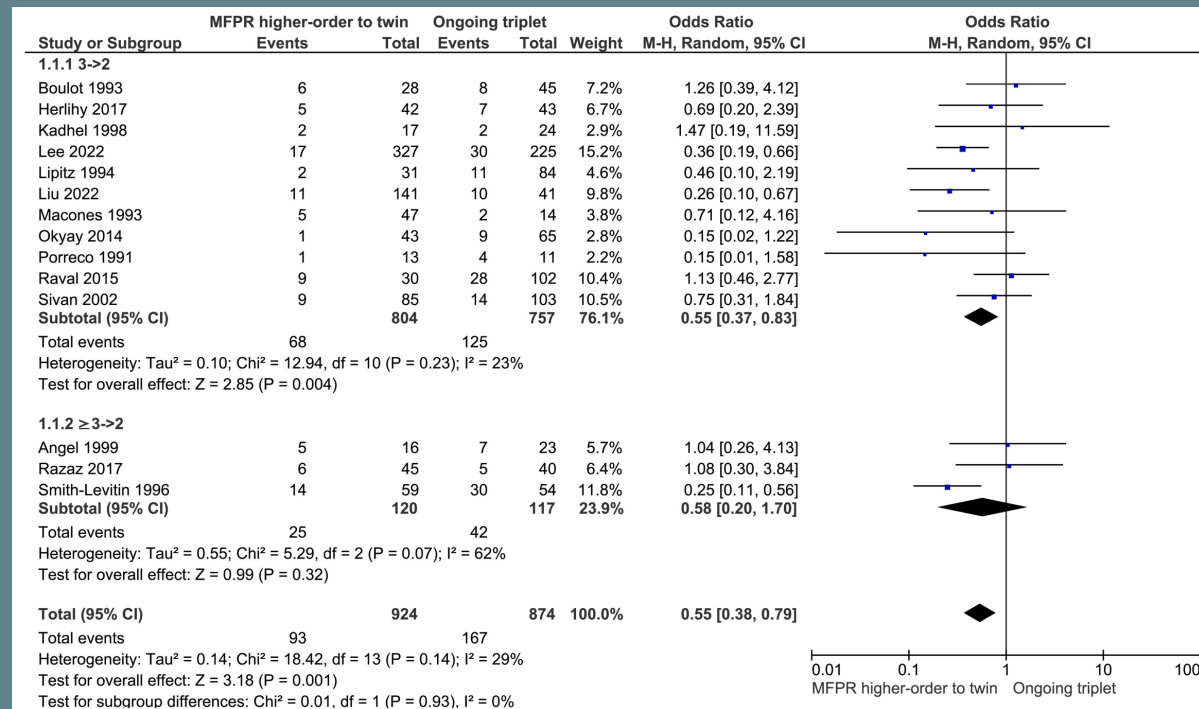 MFPR higher-order to twin Ongoing triplet Odds Ratio Odds Ratio
Study or Subgroup Events Total Events Total Weight M-H, Random, 95% CI M-H, Random, 95% CI
1.1.1 3->2
Boulot 1993 6 28 8 45 7.2% 1.26 [0.39, 4.12]
Herlihy 2017 5 42 7 43 6.7% 0.69 [0.20, 2.39]
Kadhel 1998 2 17 2 24 2.9% 1.47 [0.19, 11.59]
Lee 2022 17 327 30 225 15.2% 0.36 [0.19, 0.66]
Lipitz 1994 2 31 11 84 4.6% 0.46 [0.10, 2.19]
Liu 2022 11 141 10 41 9.8% 0.26 [0.10, 0.67]
Macones 1993 5 47 2 14 3.8% 0.71 [0.12, 4.16]
Okyay 2014 1 43 9 65 2.8% 0.15 [0.02, 1.22]
Porreco 1991 1 13 4 11 2.2% 0.15 [0.01, 1.58]
Raval 2015 9 30 28 102 10.4% 1.13 [0.46, 2.77]
Sivan 2002 9 85 14 103 10.5% 0.75 [0.31, 1.84]
Subtotal (95% CI) 804 757 76.1% 0.55 [0.37, 0.83]
Total events 68 125
Heterogeneity: Tau² = 0.10; Chi² = 12.94, df = 10 (P = 0.23); I² = 23%
Test for overall effect: Z = 2.85 (P = 0.004)
1.1.2 ≥3->2
Angel 1999 5 16 7 23 5.7% 1.04 [0.26, 4.13]
Razaz 2017 6 45 5 40 6.4% 1.08 [0.30, 3.84]
Smith-Levitin 1996 14 59 30 54 11.8% 0.25 [0.11, 0.56]
Subtotal (95% CI) 120 117 23.9% 0.58 [0.20, 1.70]
Total events 25 42
Heterogeneity: Tau² = 0.55; Chi² = 5.29, df = 2 (P = 0.07); I² = 62%
Test for overall effect: Z = 0.99 (P = 0.32)
Total (95% CI) 924 874 100.0% 0.55 [0.38, 0.79]
Total events 93 167
Heterogeneity: Tau² = 0.14; Chi² = 18.42, df = 13 (P = 0.14); I² = 29%
Test for overall effect: Z = 3.18 (P = 0.001)
Test for subgroup differences: Chi² = 0.01, df = 1 (P = 0.93), I² = 0%
0.01 0.1 1 10 100
MFPR higher-order to twin Ongoing triplet